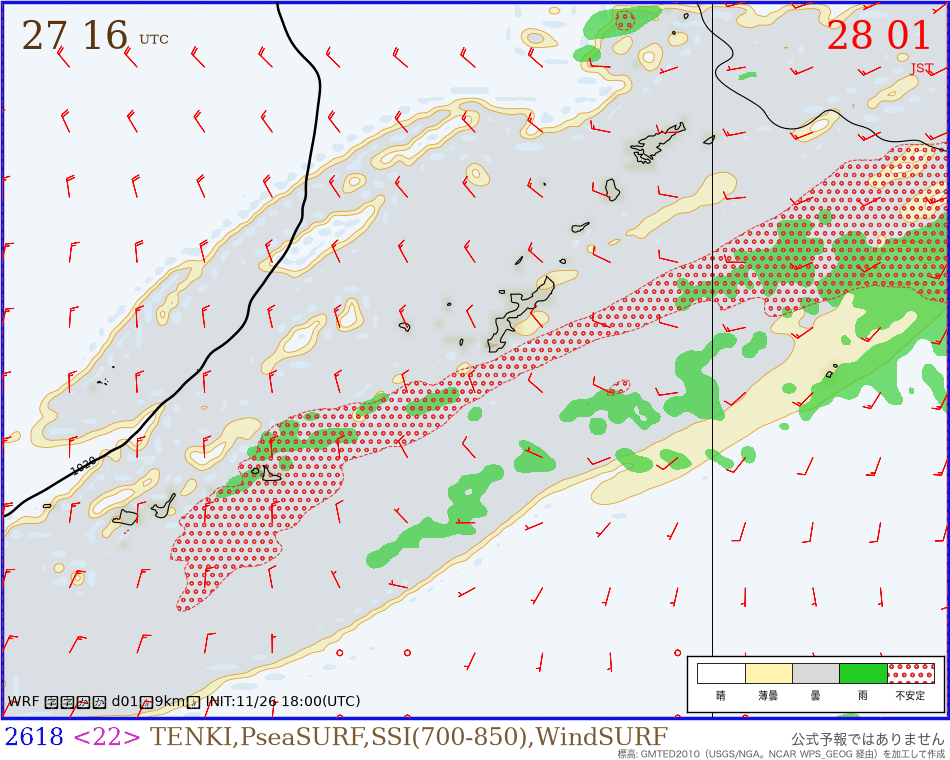 27 16 UTC
28 01
JST
1020
WRF d01 9km INIT:11/26 18:00(UTC)
晴 薄曇 曇 雨 不安定
2618 <22> TENKI,PseaSURF,SSI(700-850),WindSURF
公式予報ではありません
標高: GMTED2010（USGS/NGA。NCAR WPS_GEOG 経由）を加工して作成